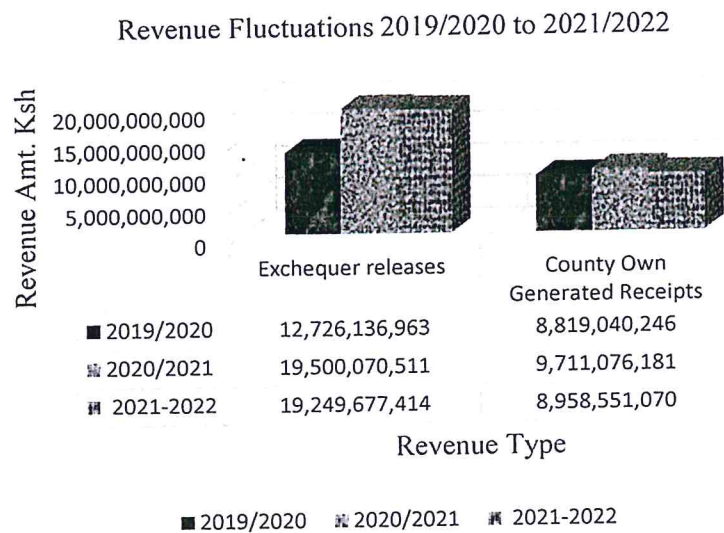 Revenue Fluctuations 2019/2020 to 2021/2022
Revenue Amt. Ksh
20,000,000,000
15,000,000,000
10,000,000,000
5,000,000,000
0
Exchequer releases
County Own
Generated Receipts
2019/2020 12,726,136,963 8,819,040,246
2020/2021 19,500,070,511 9,711,076,181
2021-2022 19,249,677,414 8,958,551,070
Revenue Type
2019/2020 2020/2021 2021-2022